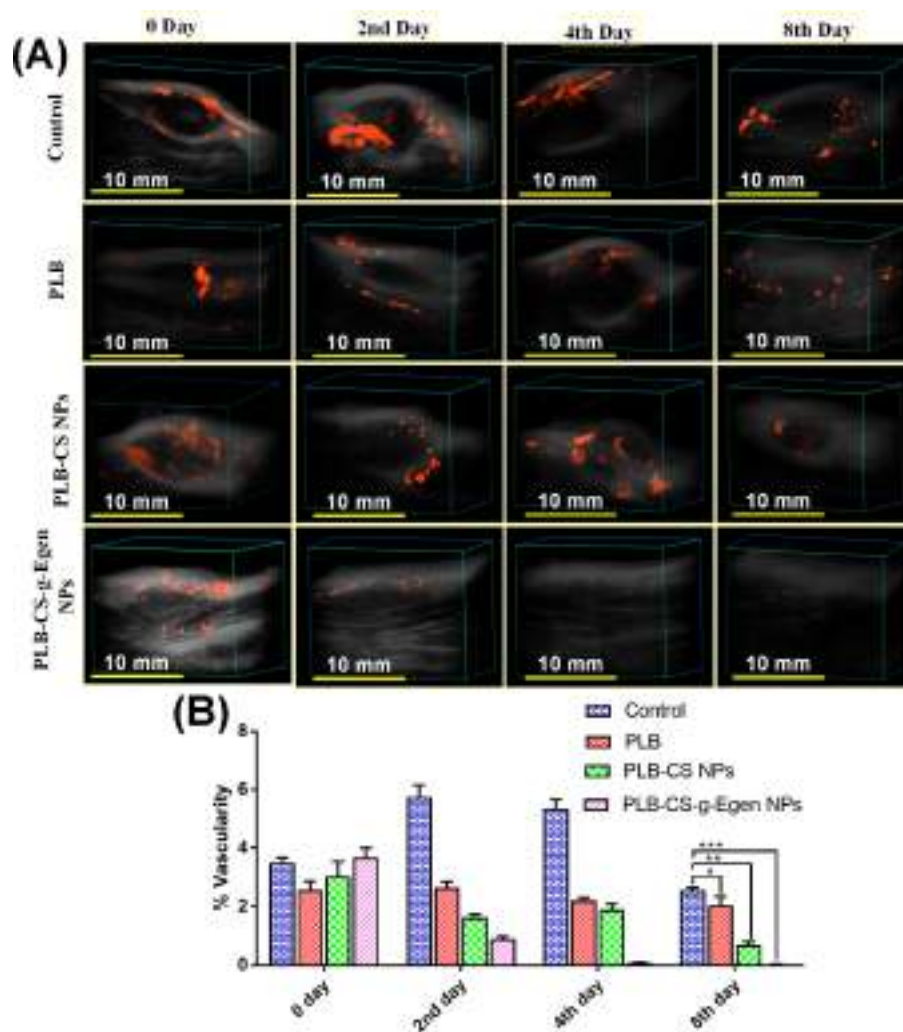 0 Day 2nd Day 4th Day 8th Day
(A)
Control
10 mm 10 mm 10 mm 10 mm
PLB
10 mm 10 mm 10 mm 10 mm
PLB-CS NPs
10 mm 10 mm 10 mm 10 mm
PLB-CS-g-Egen
NPs
10 mm 10 mm 10 mm 10 mm
(B)
Control
PLB
PLB-CS NPs
PLB-CS-g-Egen NPs
% Vascularity
8
6
4
2
0
***
**
*
0 day 2nd day 4th day 8th day